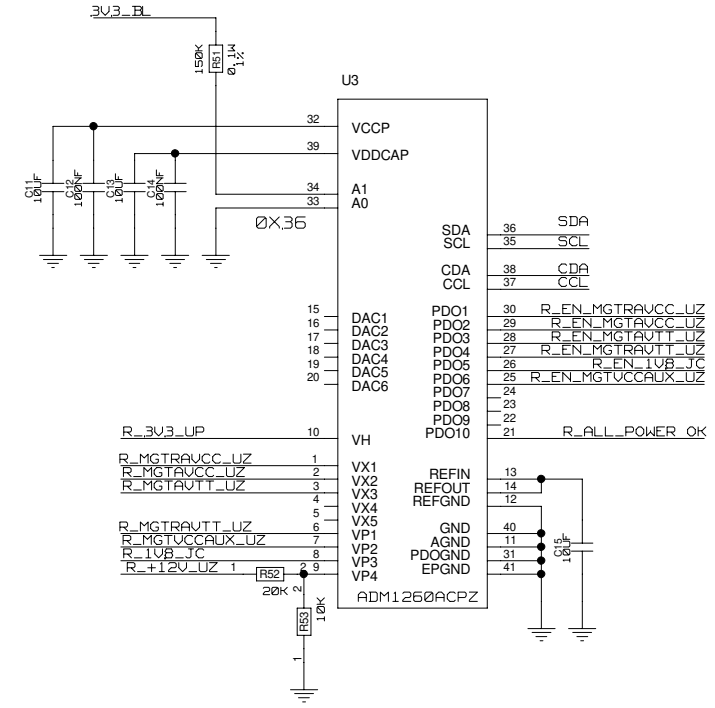 3V3_BL
150K
R51
0.1W
1%
U3
32 VCCP
39 VDDCAP
C11
10UF
C12
100NF
C13
10UF
C14
100NF
34 A1
33 A0
0X36
SDA 36 SDA
SCL 35 SCL
CDA 38 CDA
CCL 37 CCL
15 DAC1
16 DAC2
17 DAC3
18 DAC4
19 DAC5
20 DAC6
PDO1 30 R_EN_MGTRAVCC_UZ
PDO2 29 R_EN_MGTAVCC_UZ
PDO3 28 R_EN_MGTAVTT_UZ
PDO4 27 R_EN_MGTRAVTT_UZ
PDO5 26 R_EN_1V8_JC
PDO6 25 R_EN_MGTVCCAUX_UZ
PDO7 24
PDO8 23
PDO9 22
PDO10 21 R_ALL_POWER_OK
R_3V3_UP 10 VH
R_MGTRAVCC_UZ 1 VX1
R_MGTAVCC_UZ 2 VX2
R_MGTAVTT_UZ 3 VX3
4 VX4
5 VX5
R_MGTRAVTT_UZ 6 VP1
R_MGTVCCAUX_UZ 7 VP2
R_1V8_JC 8 VP3
R_+12V_UZ 1 R52 2 9 VP4
20K
2
R53
10K
1
REFIN 13
REFOUT 14
REFGND 12
GND 40
AGND 11
PDOGND 31
EPGND 41
C15
10UF
ADM1260ACPZ